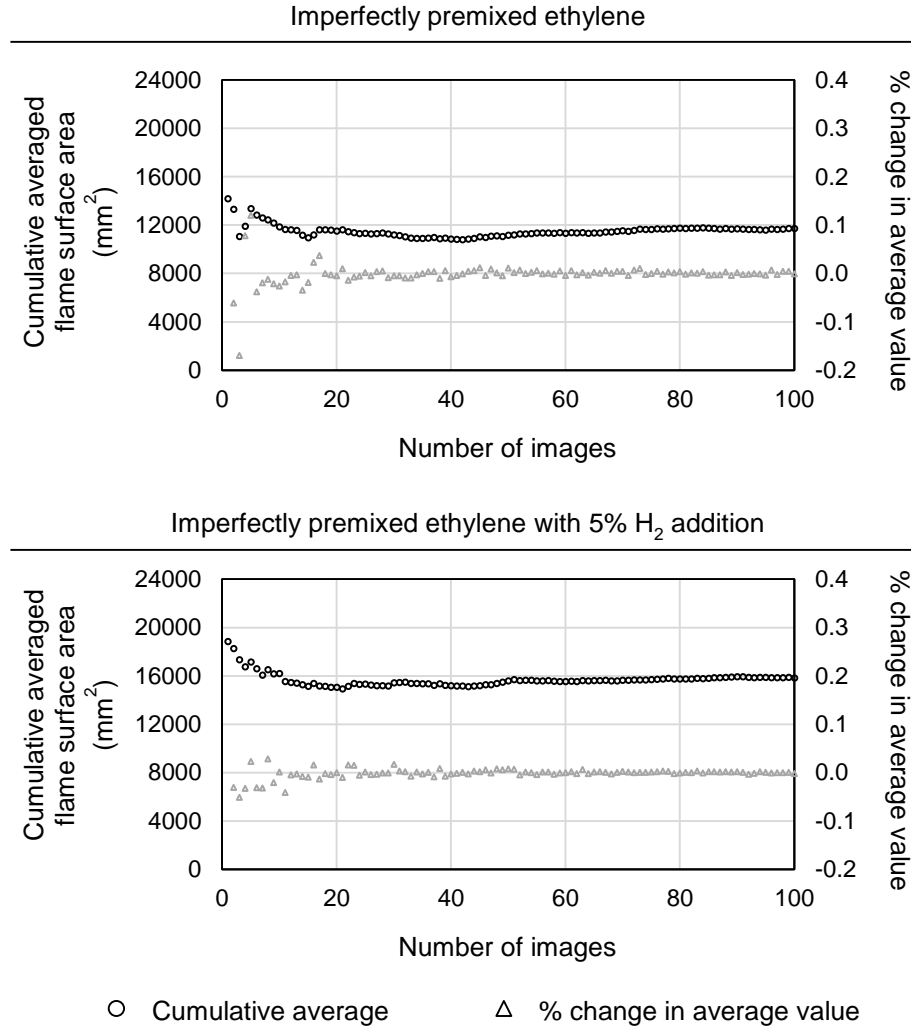 Imperfectly premixed ethylene
Cumulative averaged
flame surface area
(mm²)
24000
20000
16000
12000
8000
4000
0
0.4
0.3
0.2
0.1
0.0
-0.1
-0.2
% change in
average value
0 20 40 60 80 100
Number of images
Imperfectly premixed ethylene with 5% H₂ addition
Cumulative averaged
flame surface area
(mm²)
24000
20000
16000
12000
8000
4000
0
0.4
0.3
0.2
0.1
0.0
-0.1
-0.2
% change in
average value
0 20 40 60 80 100
Number of images
Cumulative average % change in average value